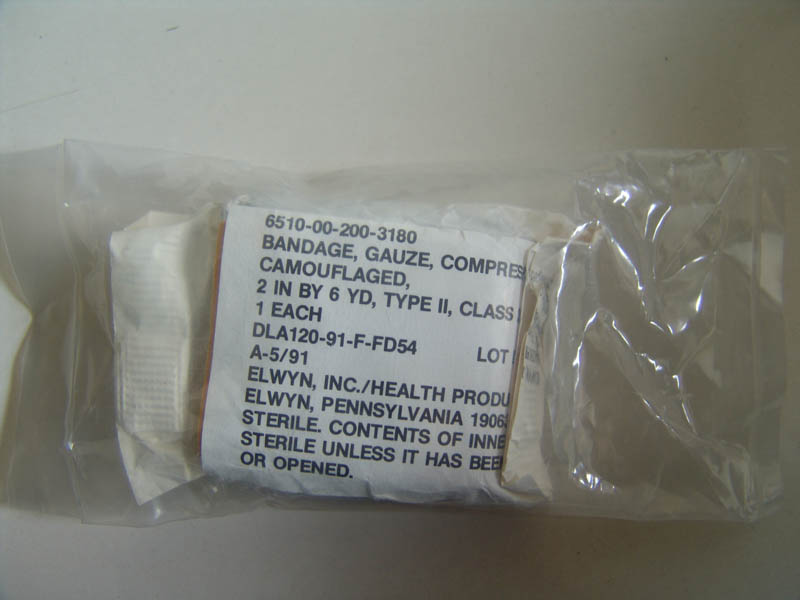 6510-00-200-3180
BANDAGE, GAUZE, COMPRES
CAMOUFLAGED,
2 IN BY 6 YD, TYPE II, CLASS
1 EACH
DLA120-91-F-FD54 LOT
A-5/91
ELWYN, INC./HEALTH PRODU
ELWYN, PENNSYLVANIA 1906
STERILE. CONTENTS OF INNE
STERILE UNLESS IT HAS BEE
OR OPENED.